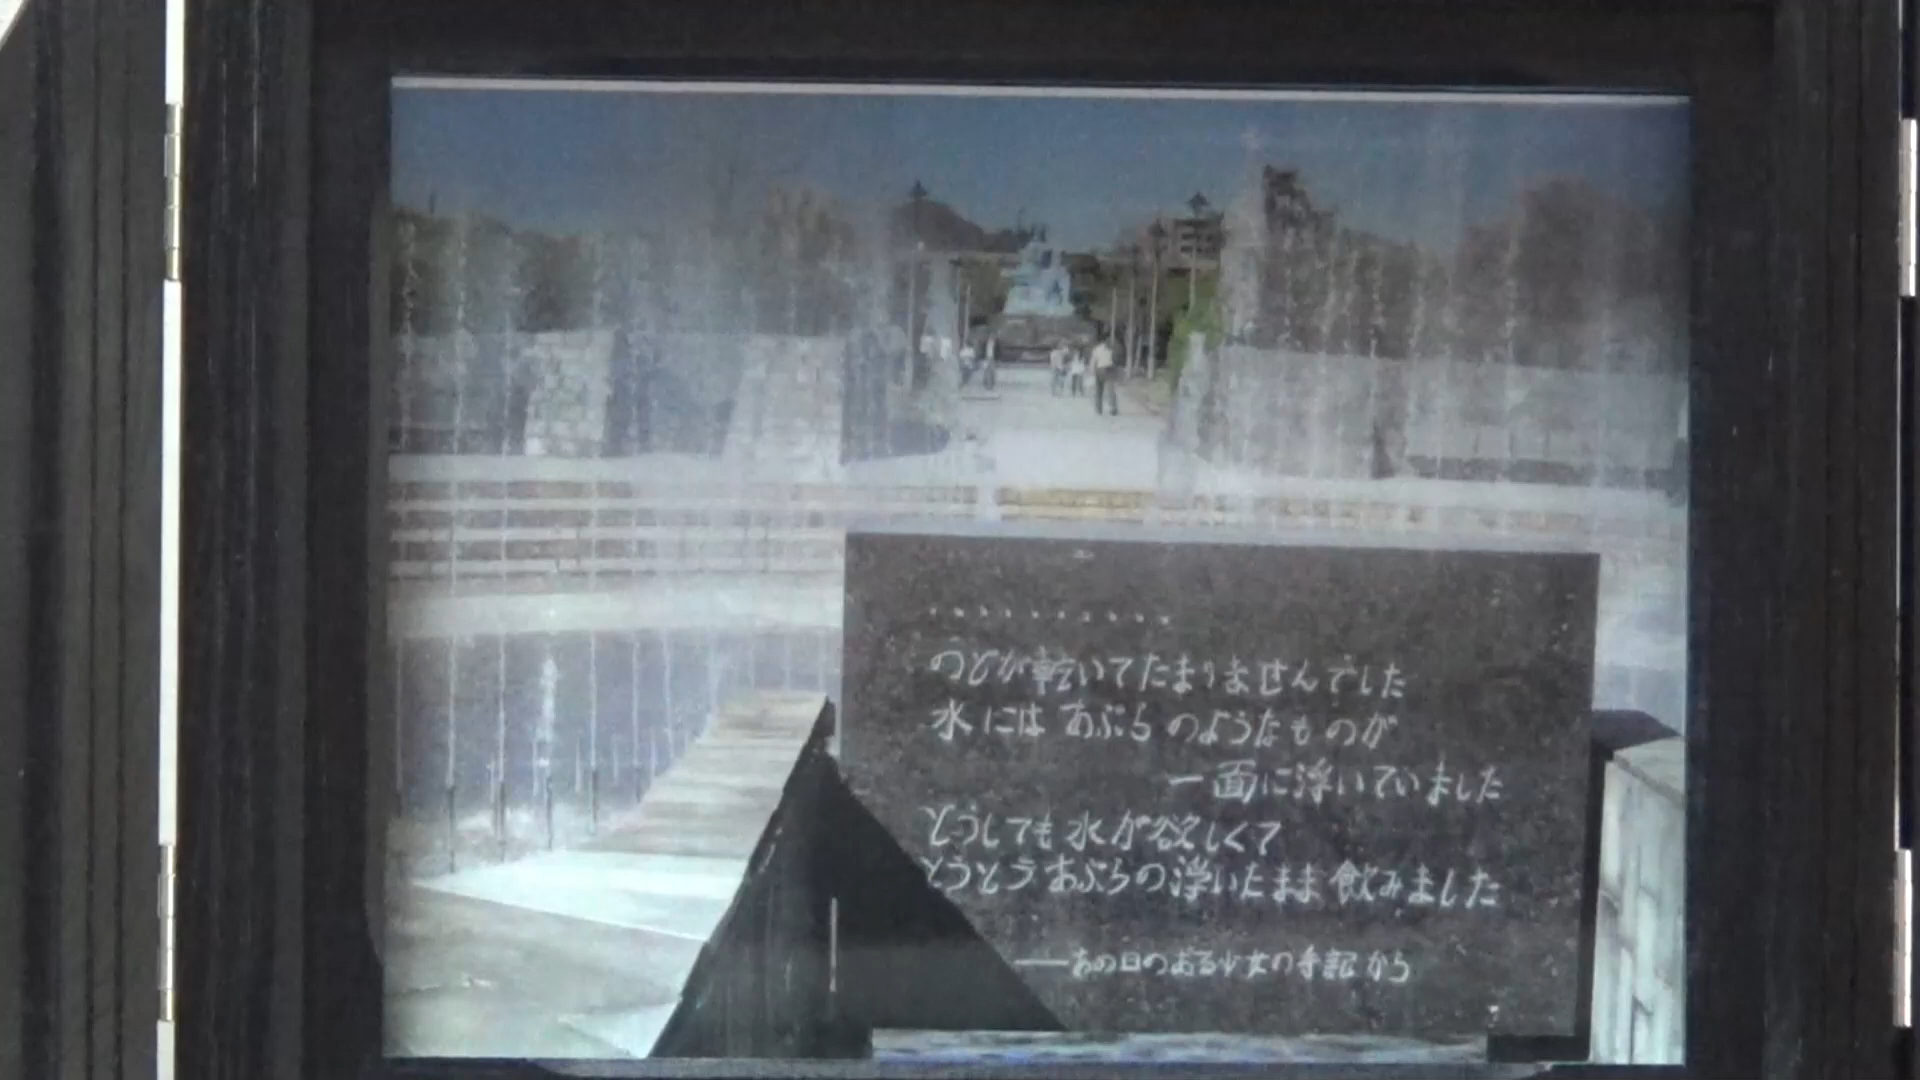 ・・・・・・・・・・
のどが乾いてたまりませんでした
水には あぶら のようなものが
一面に浮いていました
どうしても水が欲しくて
とうとうあぶらの浮いたまま飲みました
――あの日のある少女の手記から